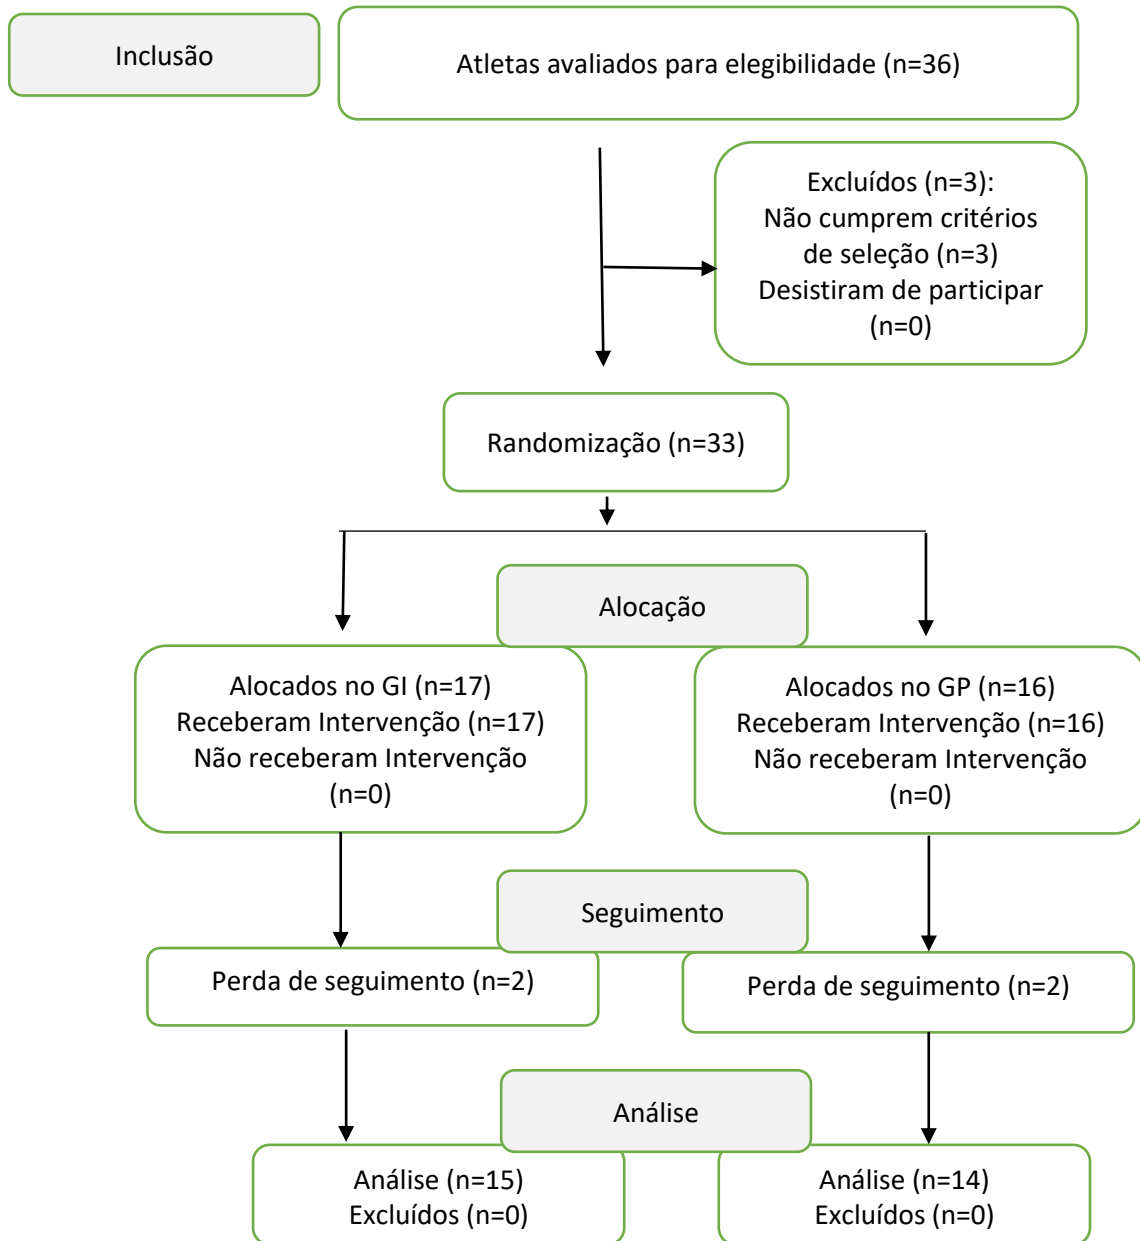 Inclusão
Atletas avaliados para elegibilidade (n=36)
Excluídos (n=3):
Não cumprem critérios
de seleção (n=3)
Desistiram de participar
(n=0)
Randomização (n=33)
Alocação
Alocados no GI (n=17)
Receberam Intervenção (n=17)
Não receberam Intervenção
(n=0)
Alocados no GP (n=16)
Receberam Intervenção (n=16)
Não receberam Intervenção
(n=0)
Seguimento
Perda de seguimento (n=2)
Perda de seguimento (n=2)
Análise
Análise (n=15)
Excluídos (n=0)
Análise (n=14)
Excluídos (n=0)